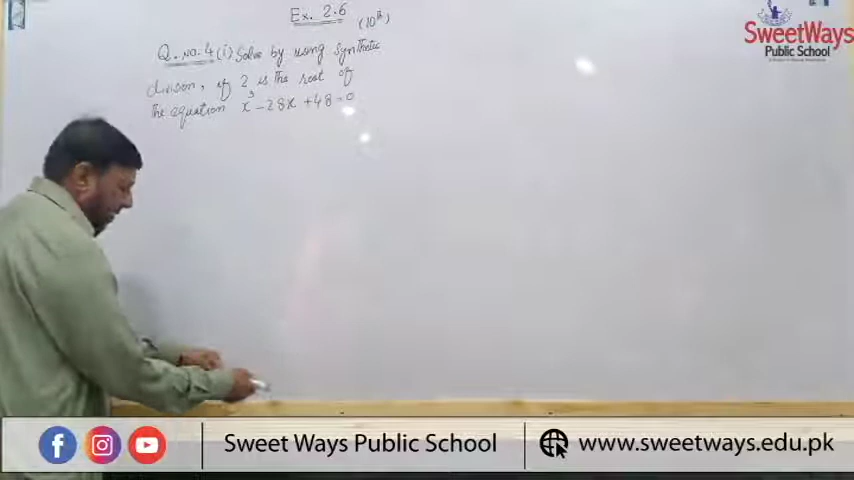 Ex. 2.6 (10th)
Q. NO. 4 (i) Solve by using synthetic
division, if 2 is the root of
the equation x³ - 28x + 48 = 0
SweetWays
Public School
Sweet Ways Public School
www.sweetways.edu.pk